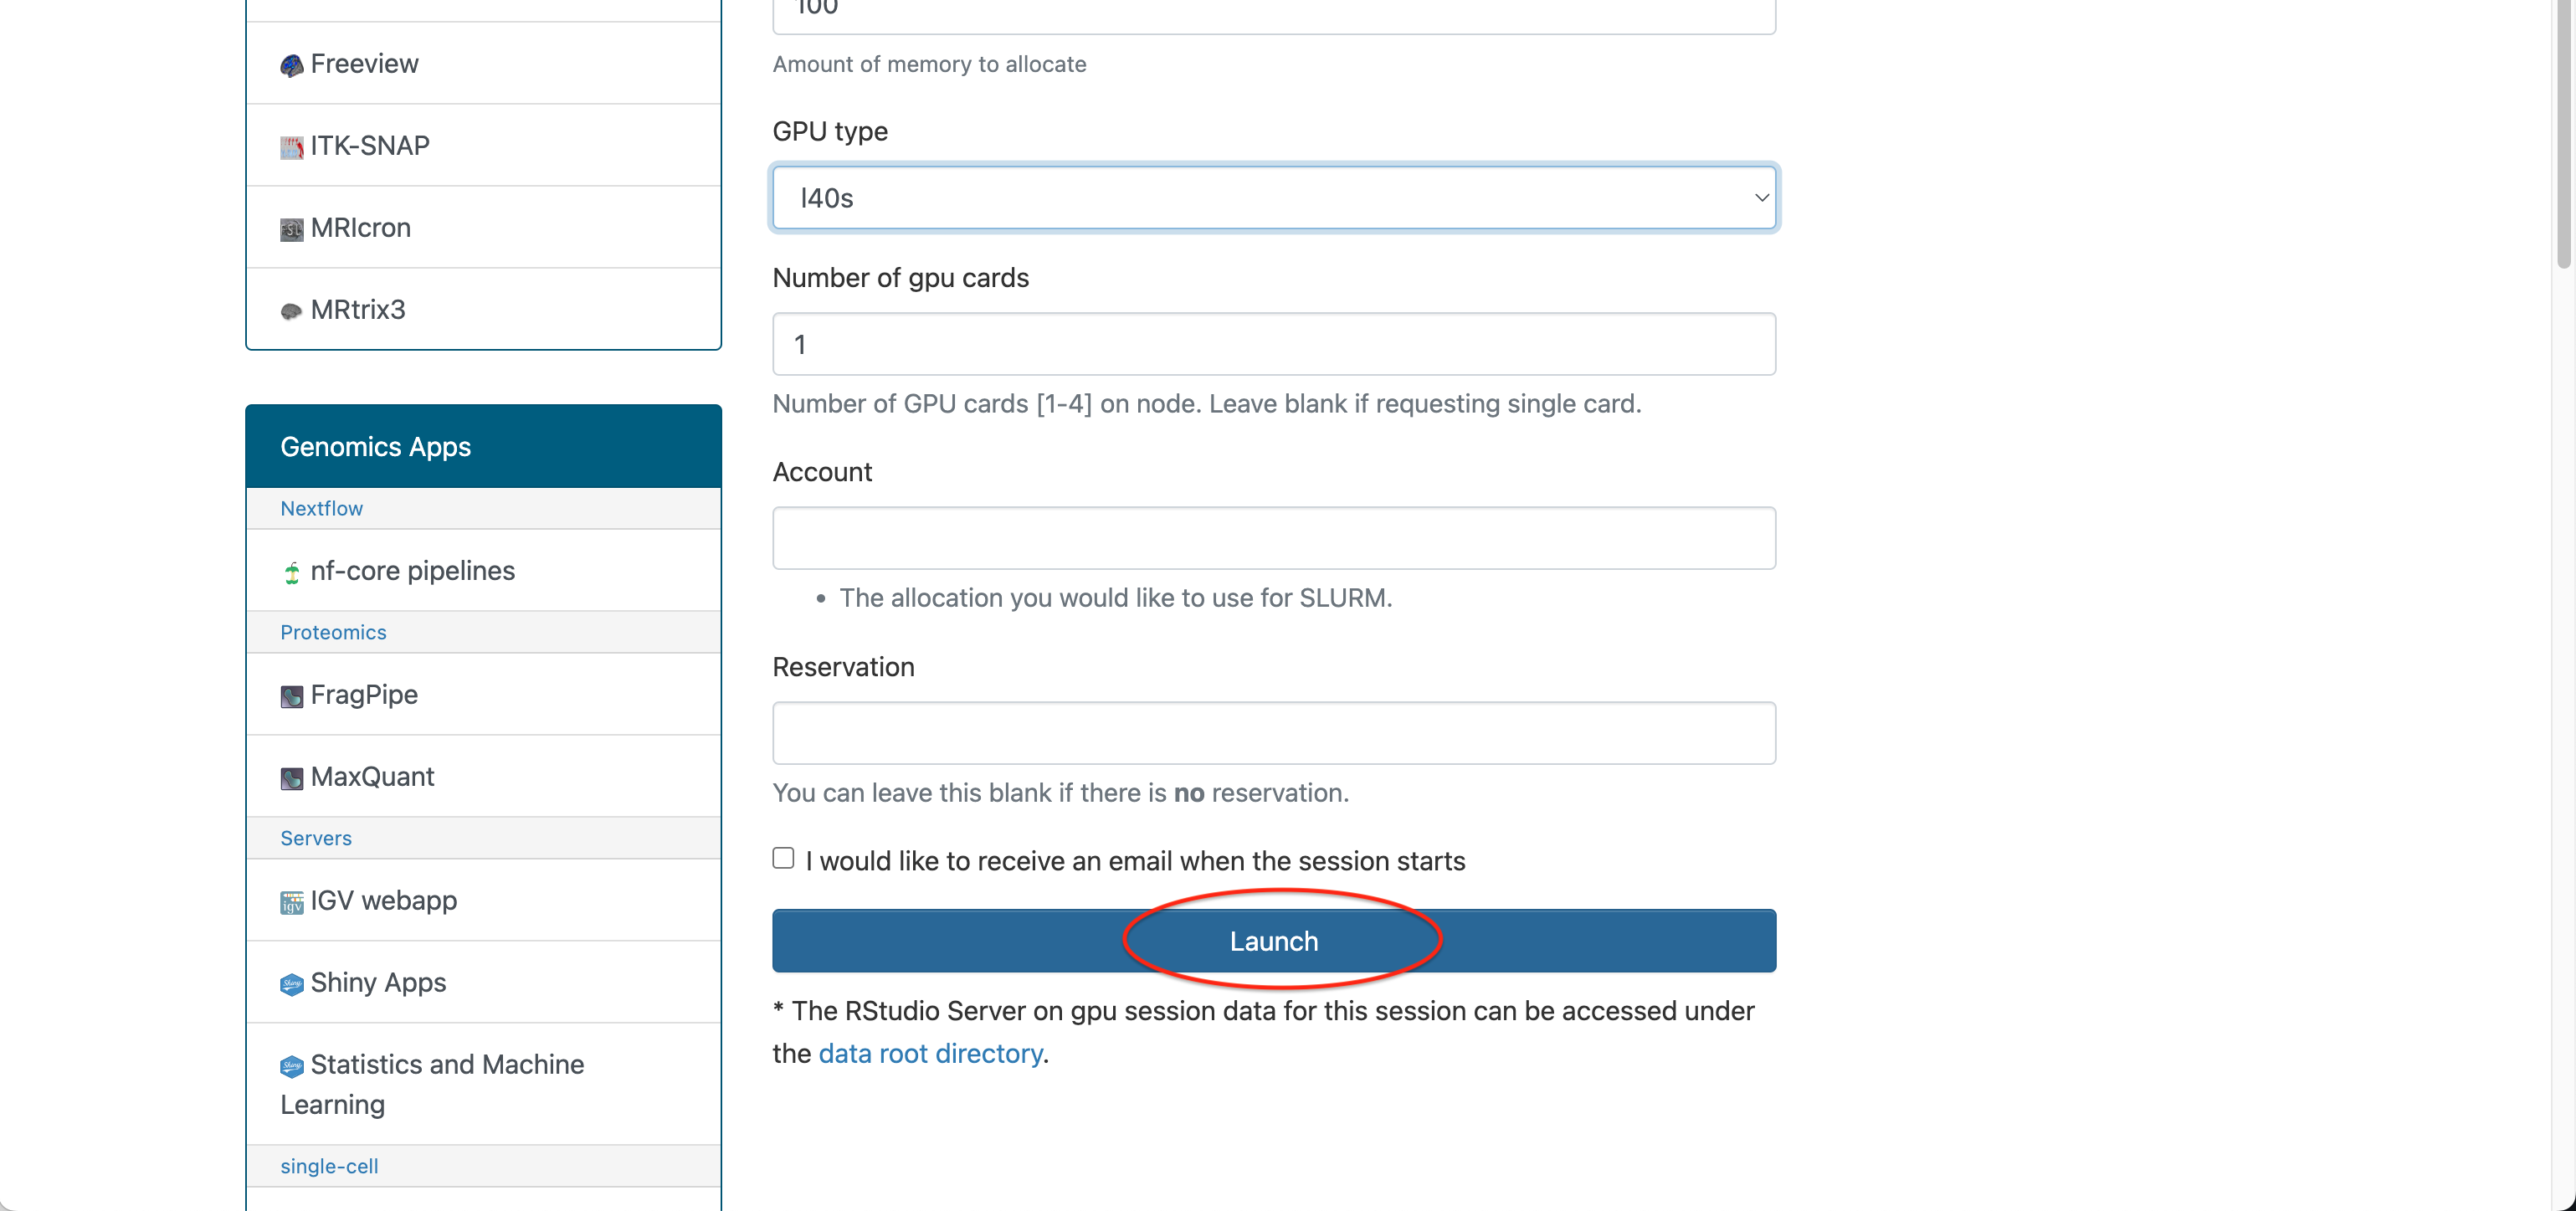 Freeview
ITK-SNAP
MRIcron
MRtrix3
Genomics Apps
Nextflow
nf-core pipelines
Proteomics
FragPipe
MaxQuant
Servers
IGV webapp
Shiny Apps
Statistics and Machine
Learning
single-cell
100
Amount of memory to allocate
GPU type
l40s
Number of gpu cards
1
Number of GPU cards [1-4] on node. Leave blank if requesting single card.
Account
• The allocation you would like to use for SLURM.
Reservation
You can leave this blank if there is no reservation.
I would like to receive an email when the session starts
Launch
* The RStudio Server on gpu session data for this session can be accessed under
the data root directory.